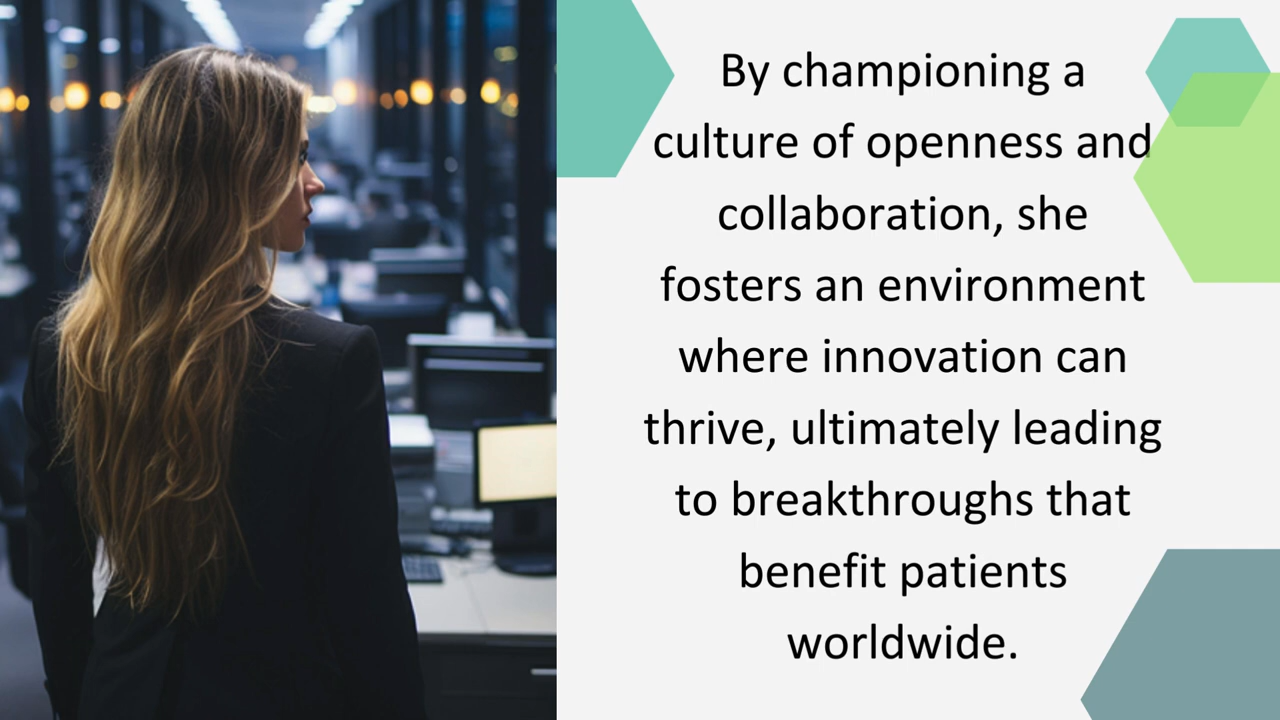 By championing a
culture of openness and
collaboration, she
fosters an environment
where innovation can
thrive, ultimately leading
to breakthroughs that
benefit patients
worldwide.